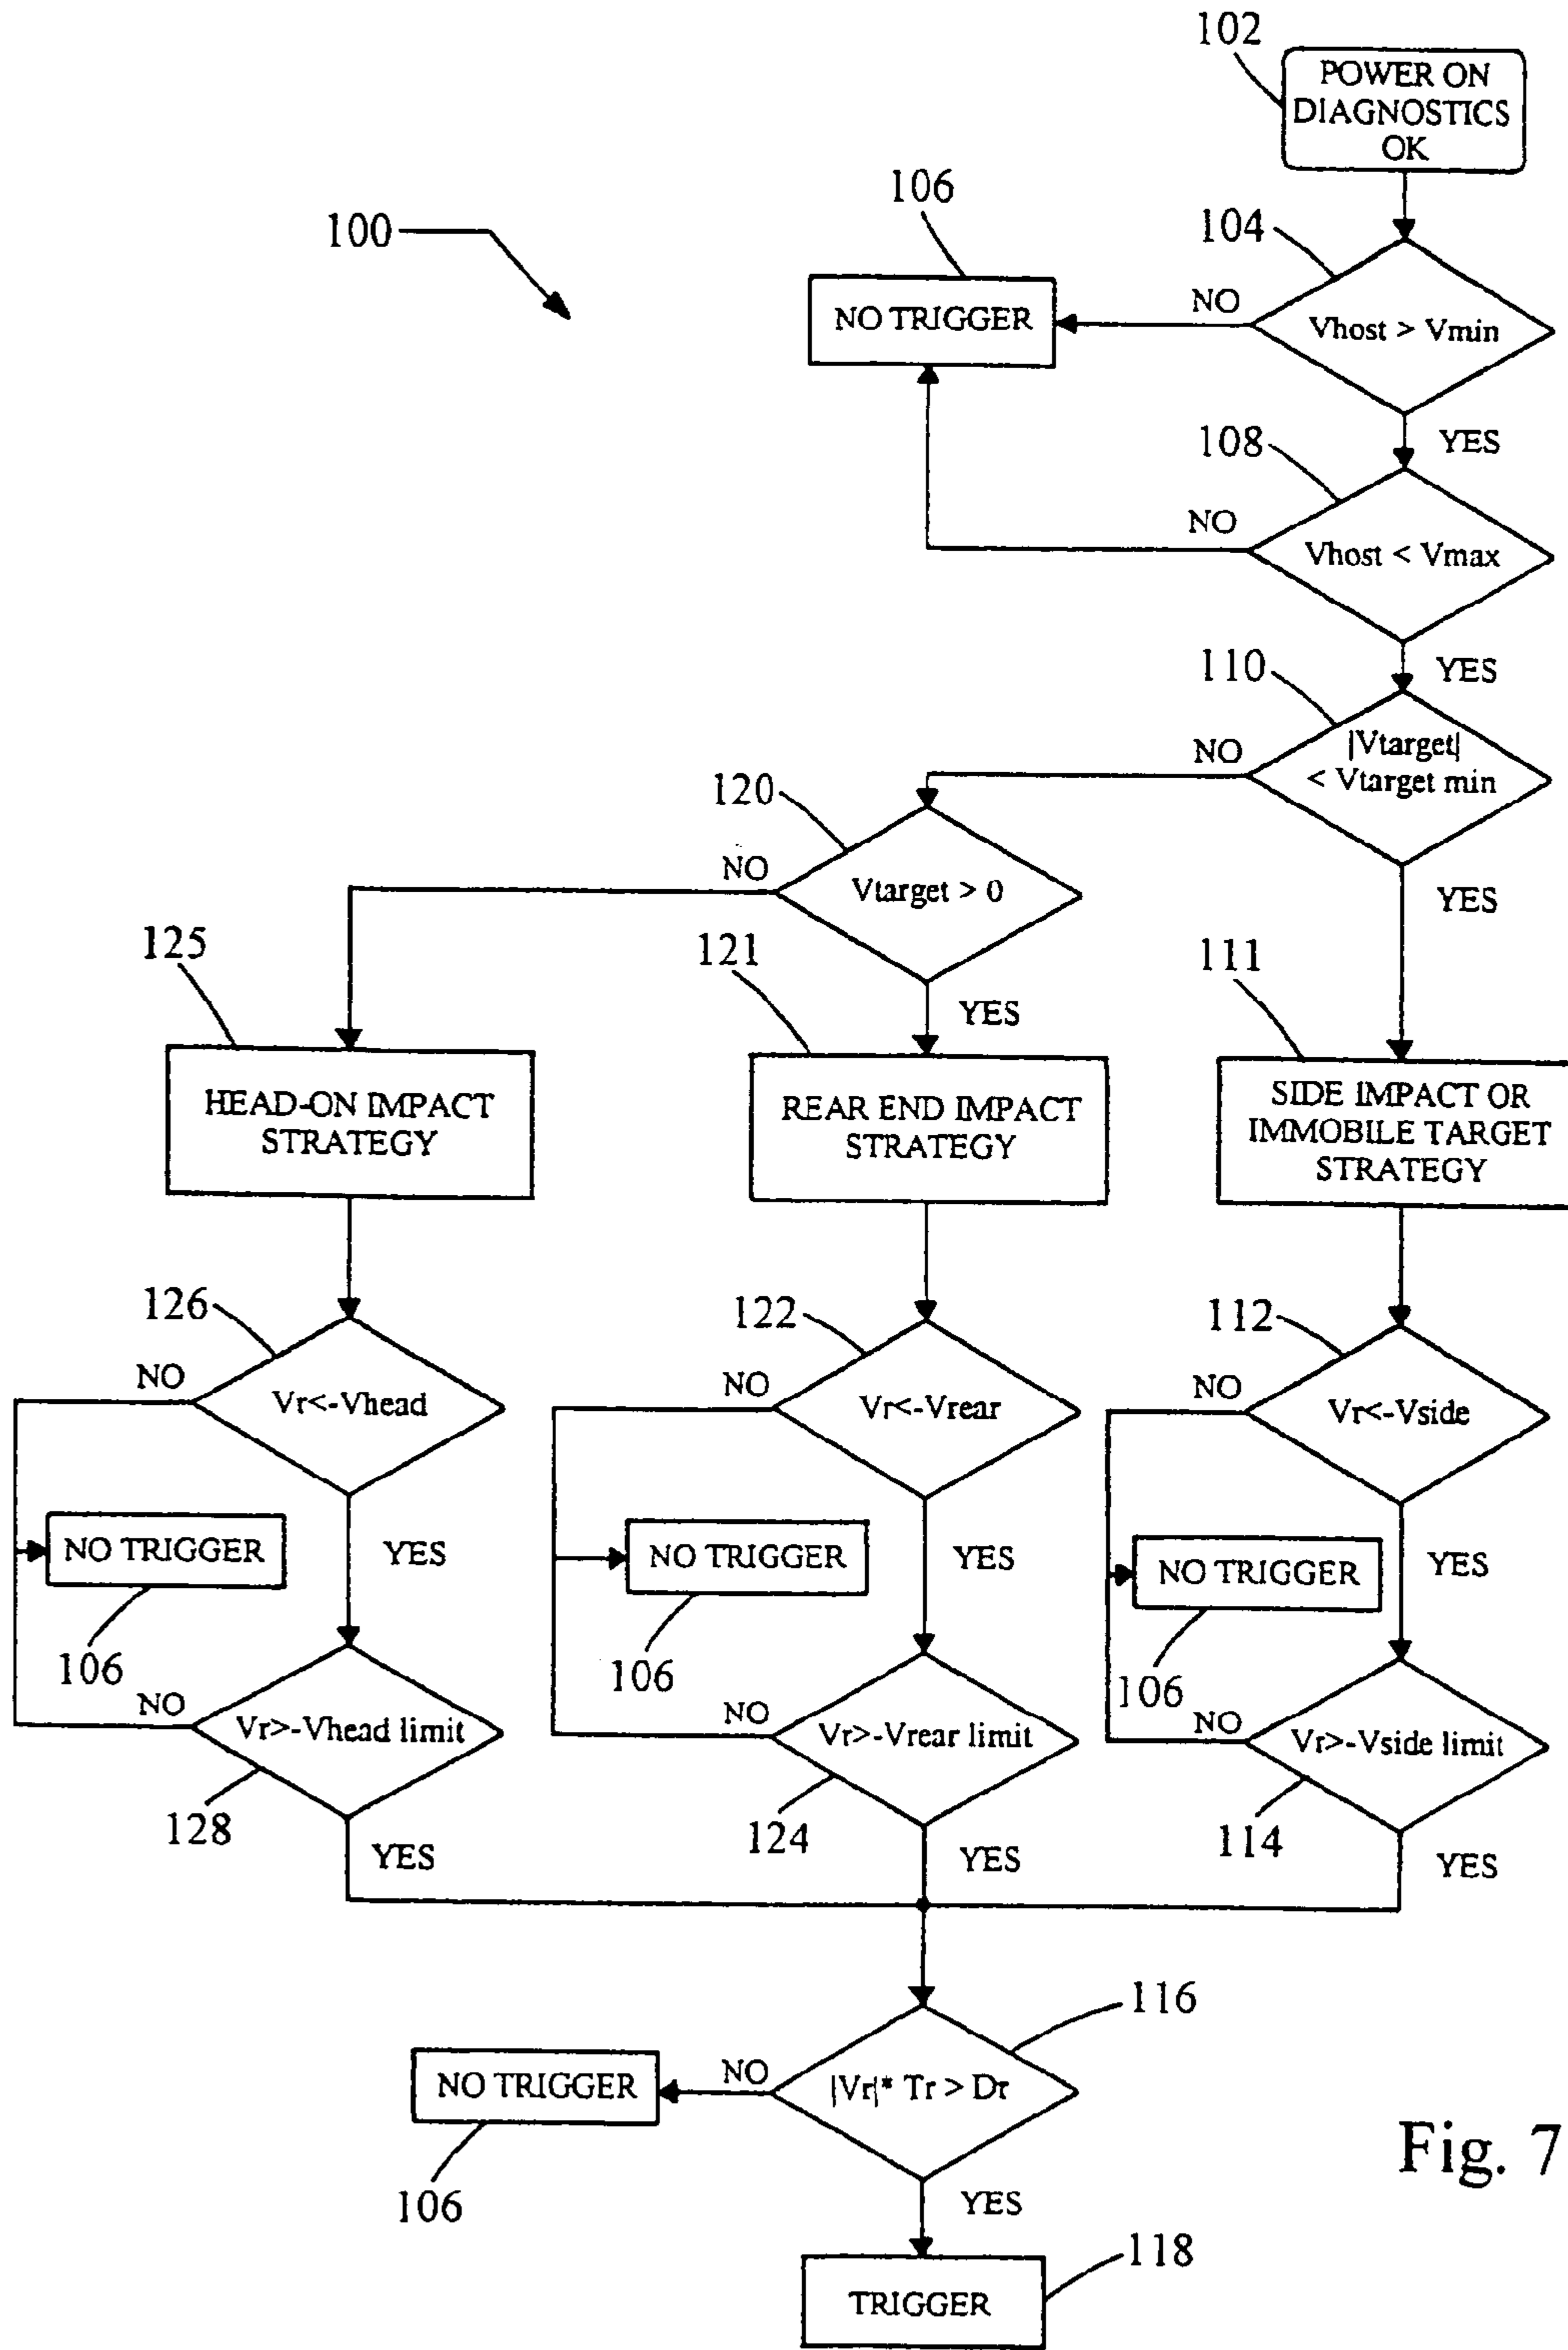 102
POWER ON
DIAGNOSTICS
OK
106
100
104
NO TRIGGER
NO
Vhost > Vmin
YES
108
NO
Vhost < Vmax
YES
110
|Vtarget|
< Vtarget min
NO
120
YES
NO
Vtarget > 0
125
121
111
YES
HEAD-ON IMPACT
STRATEGY
REAR END IMPACT
STRATEGY
SIDE IMPACT OR
IMMOBILE TARGET
STRATEGY
126
122
112
NO
Vr<-Vhead
NO
Vr<-Vrear
NO
Vr<-Vside
NO TRIGGER
YES
NO TRIGGER
YES
NO TRIGGER
YES
106
106
106
NO
Vr>-Vhead limit
NO
Vr>-Vrear limit
NO
Vr>-Vside limit
128
YES
124
YES
114
YES
116
NO TRIGGER
NO
|Vr|* Tr > Dr
106
YES
Fig. 7
118
TRIGGER